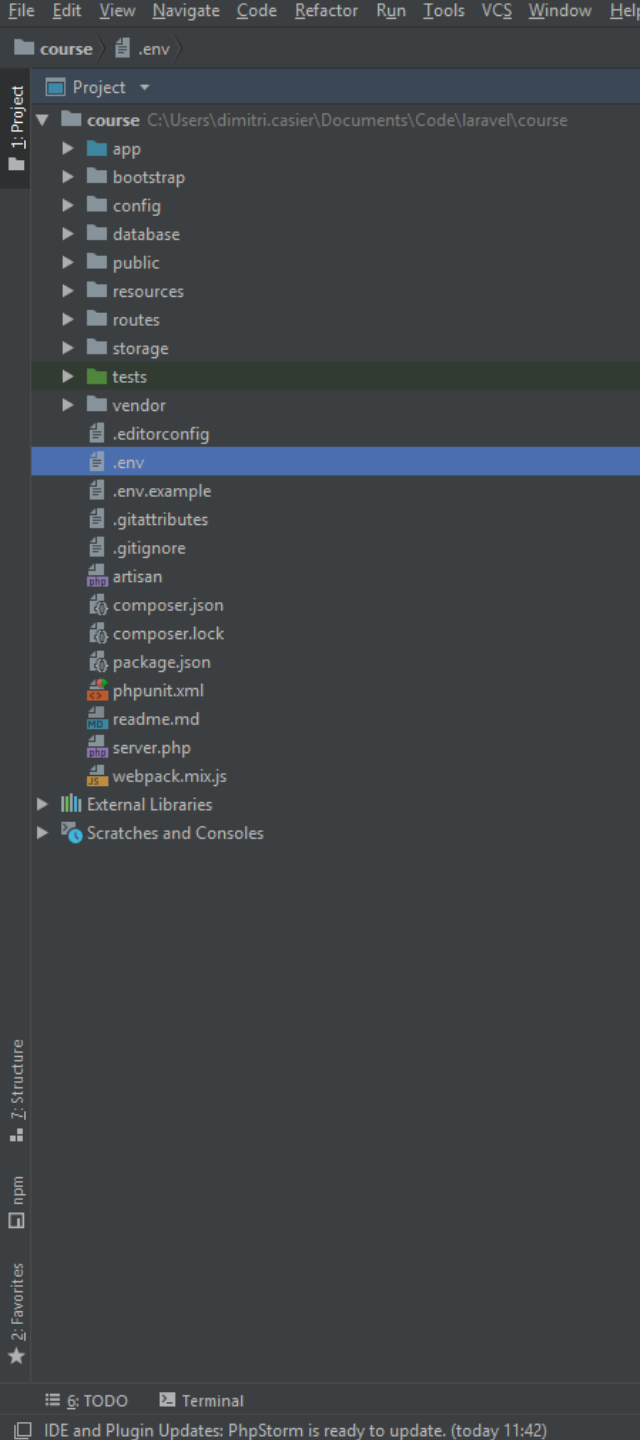 File Edit View Navigate Code Refactor Run Tools VCS Window Help
course .env
Project
1: Project
course C:\Users\dimitri.casier\Documents\Code\laravel\course
app
bootstrap
config
database
public
resources
routes
storage
tests
vendor
.editorconfig
.env
.env.example
.gitattributes
.gitignore
php artisan
composer.json
composer.lock
package.json
phpunit.xml
MD readme.md
php server.php
JS webpack.mix.js
External Libraries
Scratches and Consoles
7: Structure
npm
2: Favorites
6: TODO Terminal
IDE and Plugin Updates: PhpStorm is ready to update. (today 11:42)